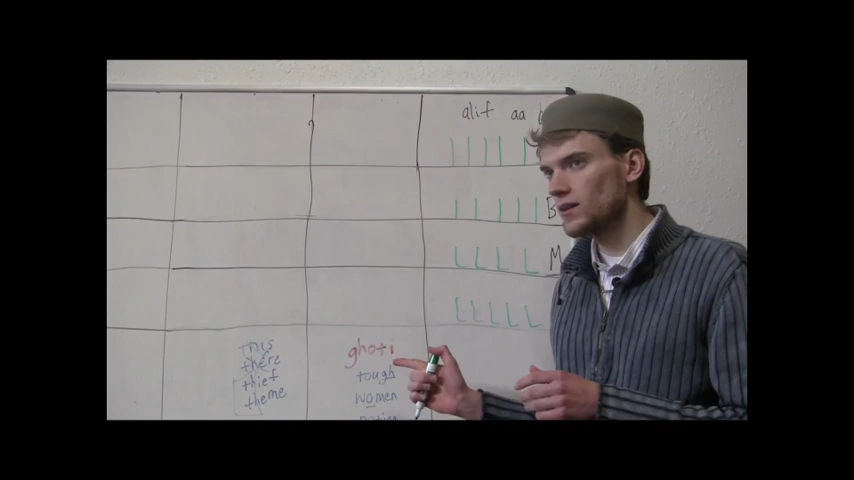 alif aa
B
M
this
there
thief
theme
ghoti
tough
women